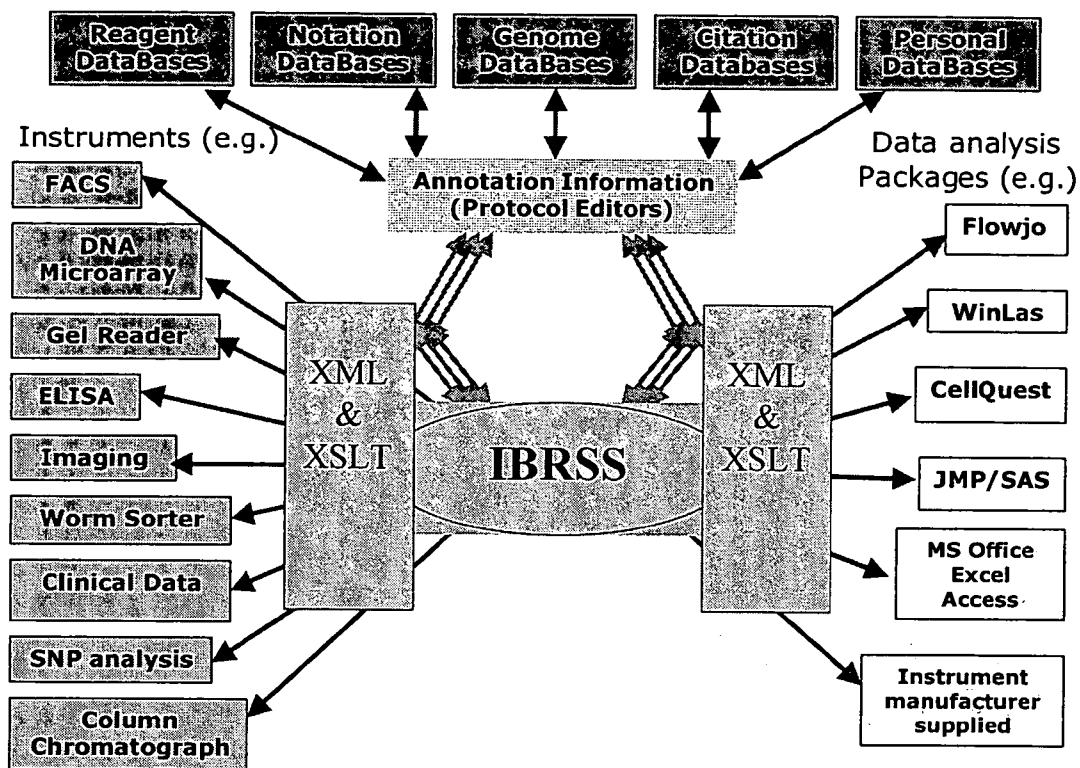 Reagent
DataBases
Notation
DataBases
Genome
DataBases
Citation
Databases
Personal
DataBases
Instruments (e.g.)
Data analysis
Packages (e.g.)
Annotation Information
(Protocol Editors)
FACS
DNA
Microarray
Gel Reader
ELISA
Imaging
Worm Sorter
Clinical Data
SNP analysis
Column
Chromatograph
XML
&
XSLT
IBRSS
XML
&
XSLT
Flowjo
WinLas
CellQuest
JMP/SAS
MS Office
Excel
Access
Instrument
manufacturer
supplied